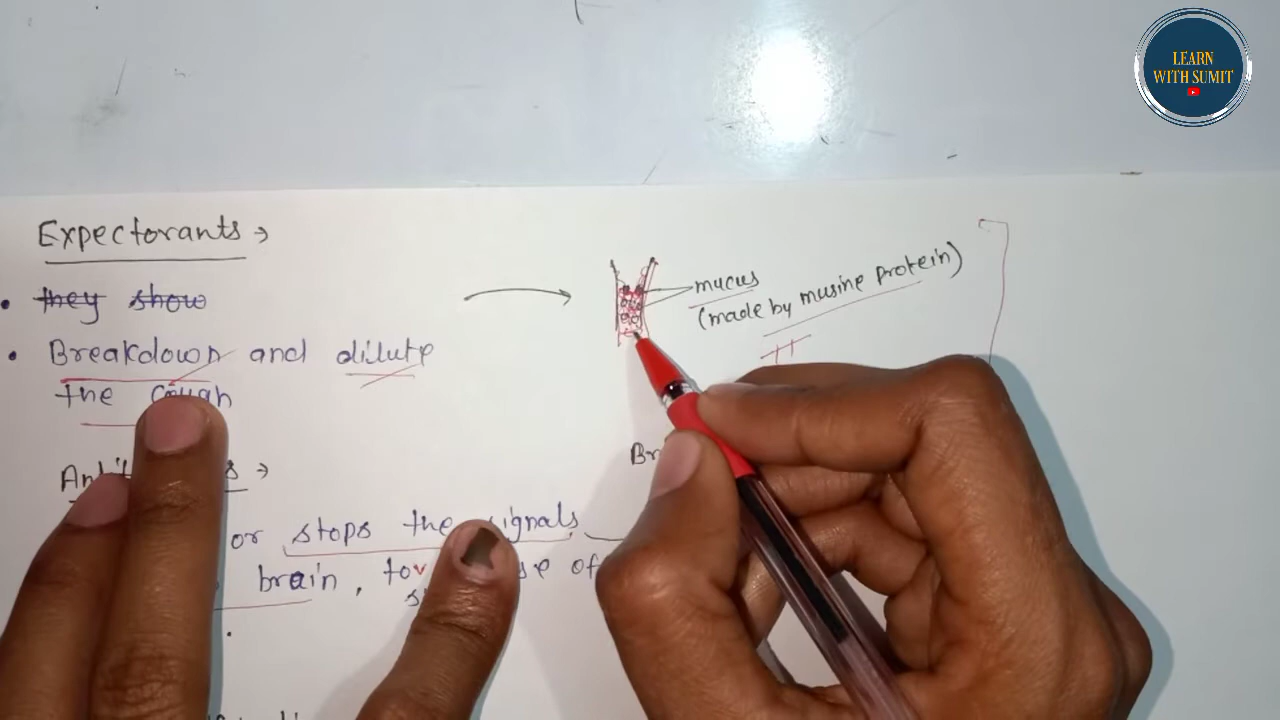 LEARN
WITH SUMIT
Expectorants →
• they show
mucus
(made by musine protein)
• Breakdown and dilute
the Cough
→
or stops the signals
brain, to of